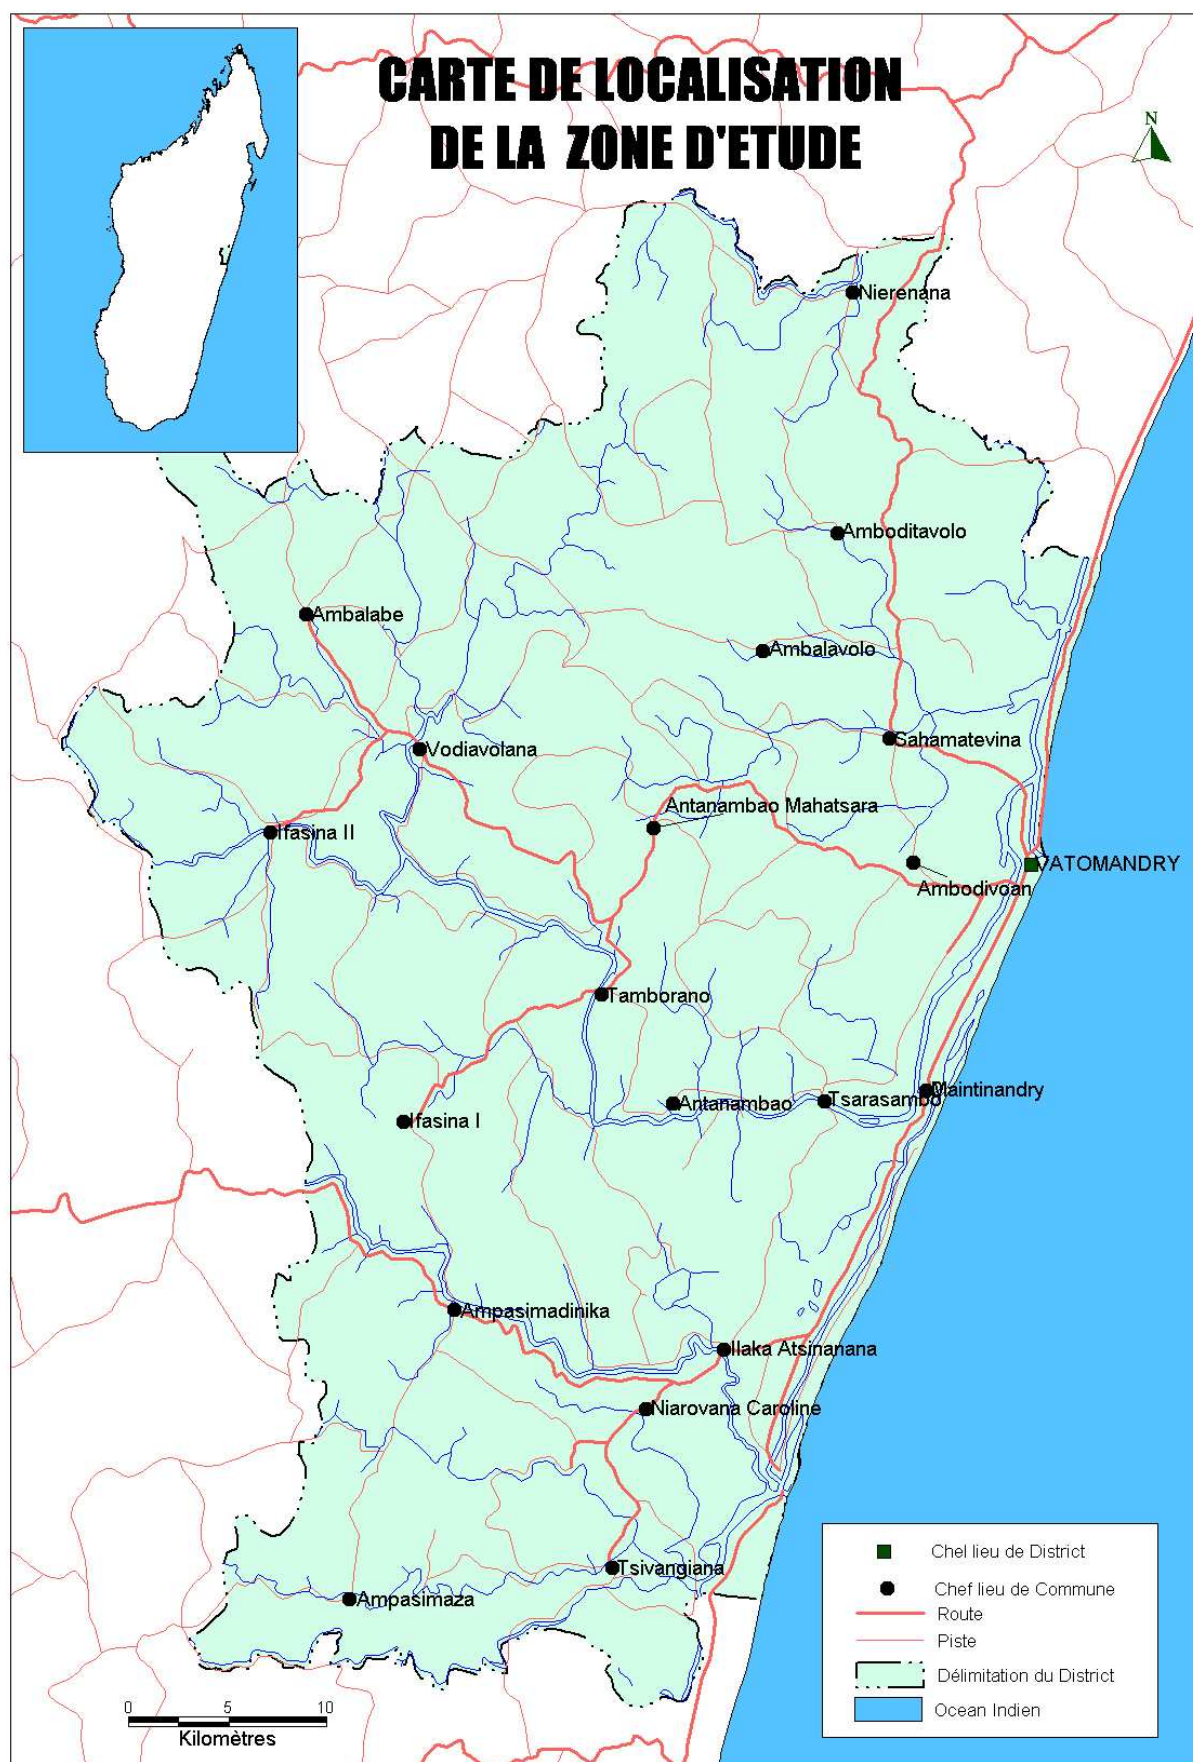 CARTE DE LOCALISATION
DE LA ZONE D'ETUDE
N
Nierenana
Amboditavolo
Ambalabe
Ambalavolo
Sahamatevina
Vodiavolana
Antanambao Mahatsara
Ifasina II
VATOMANDRY
Ambodivoan
Tamborano
Maintinandry
Tsarasambo
Antanambao
Ifasina I
Ampasimadinika
Ilaka Atsinanana
Niarovana Caroline
Tsivangiana
Ampasimaza
Chel lieu de District
Chef lieu de Commune
Route
Piste
Délimitation du District
Ocean Indien
0 5 10
Kilomètres